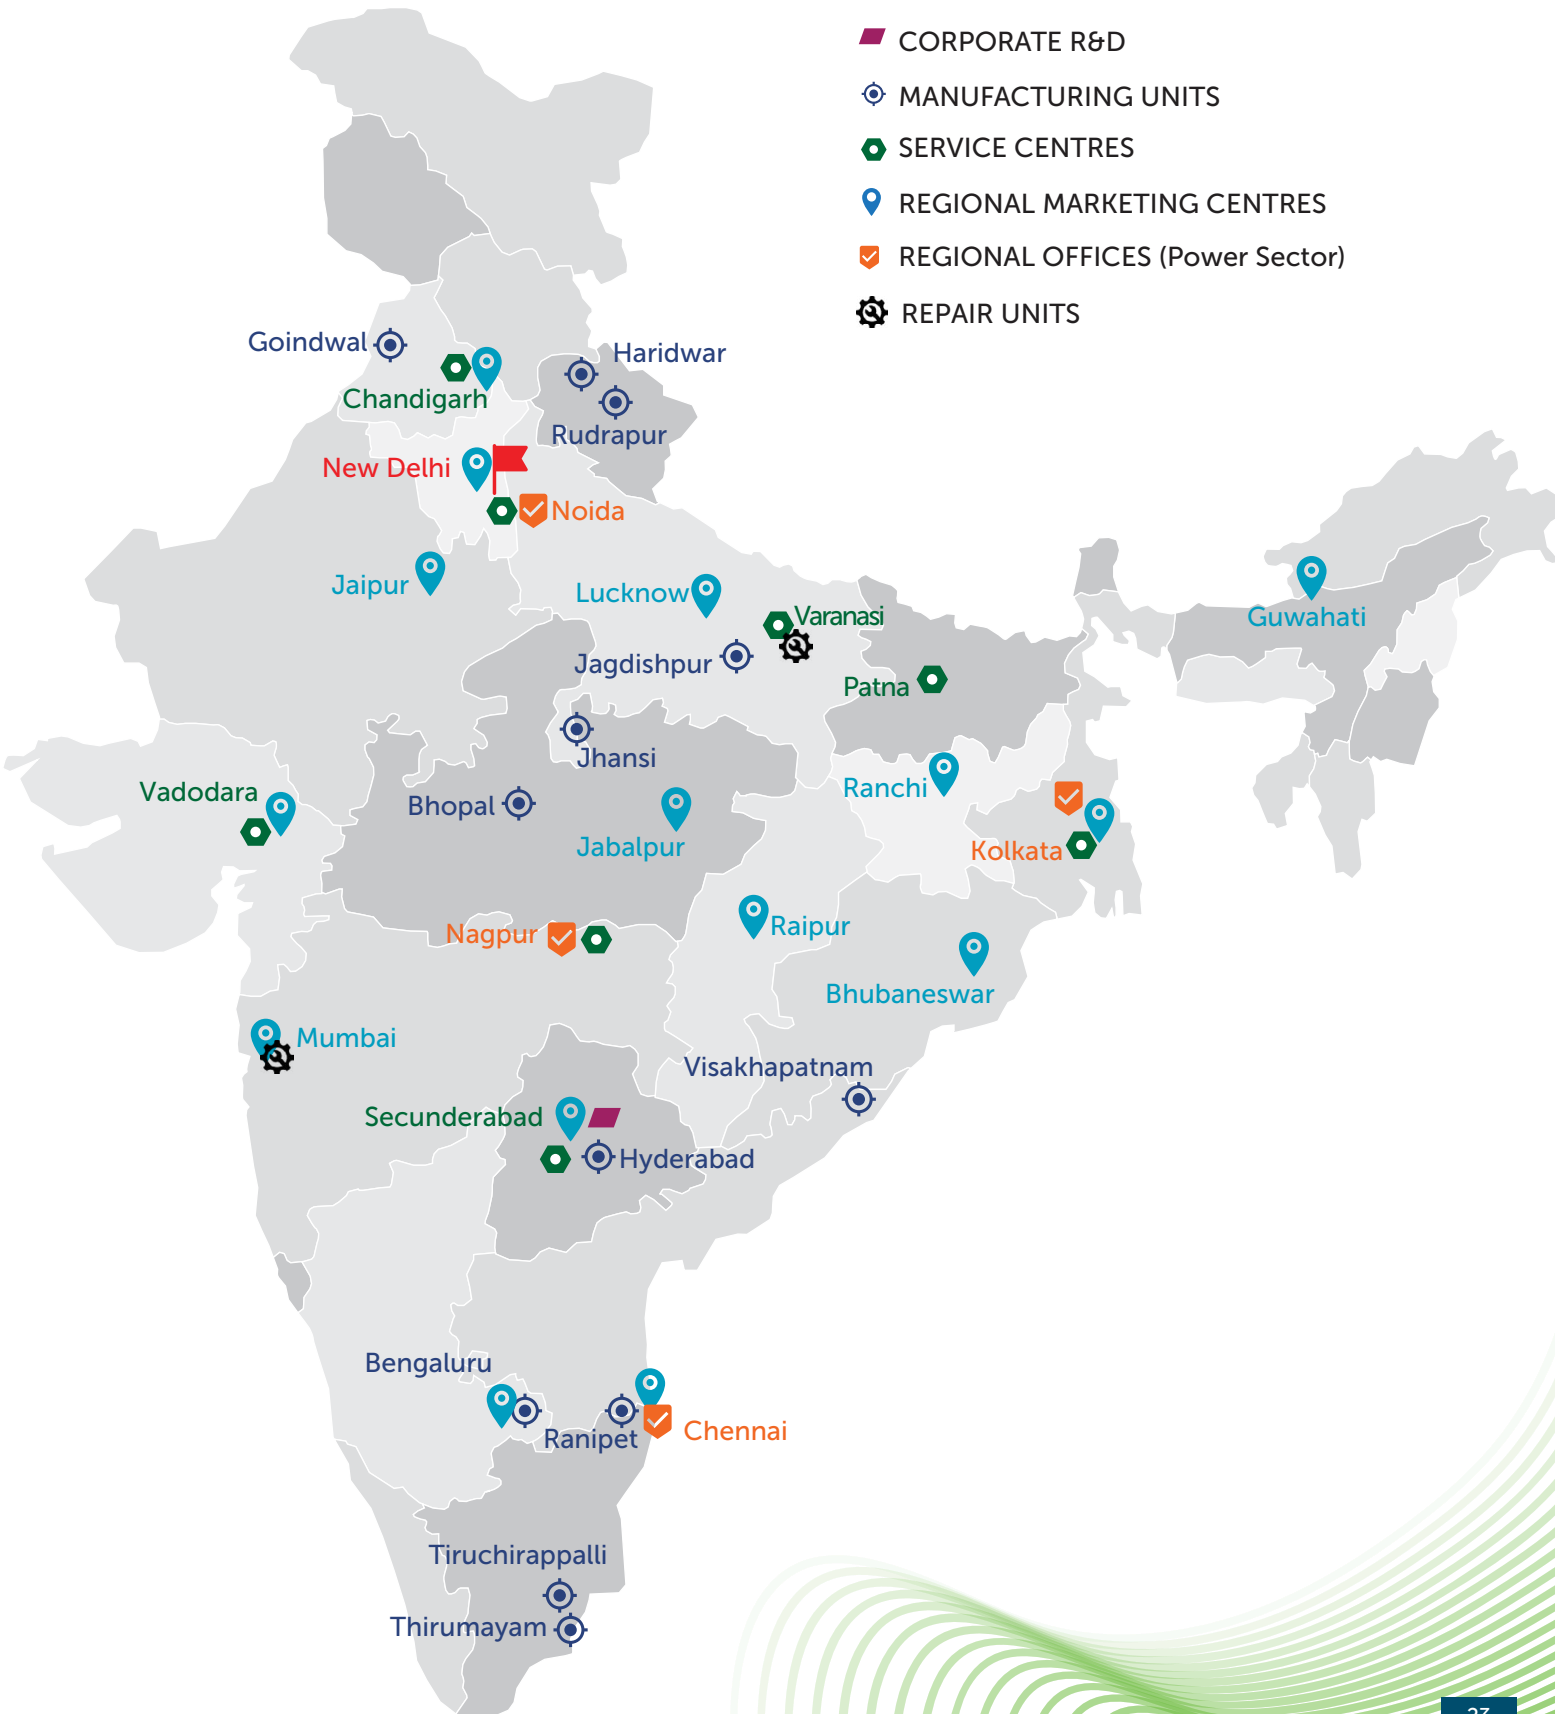 CORPORATE R&D
MANUFACTURING UNITS
SERVICE CENTRES
REGIONAL MARKETING CENTRES
REGIONAL OFFICES (Power Sector)
REPAIR UNITS
Goindwal
Haridwar
Chandigarh
Rudrapur
New Delhi
Noida
Jaipur
Lucknow
Varanasi
Guwahati
Jagdishpur
Patna
Jhansi
Vadodara
Bhopal
Ranchi
Jabalpur
Kolkata
Nagpur
Raipur
Bhubaneswar
Mumbai
Visakhapatnam
Secunderabad
Hyderabad
Bengaluru
Ranipet
Chennai
Tiruchirappalli
Thirumayam
23